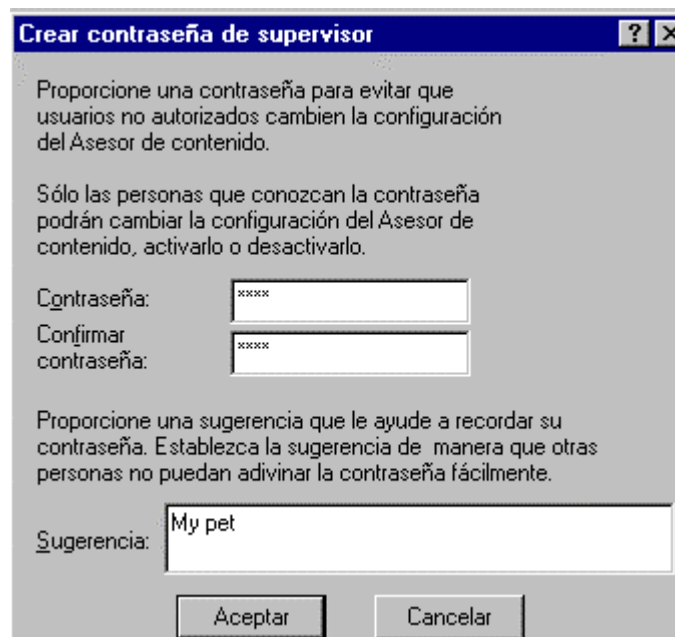 Crear contraseña de supervisor
Proporcione una contraseña para evitar que
usuarios no autorizados cambien la configuración
del Asesor de contenido.
Sólo las personas que conozcan la contraseña
podrán cambiar la configuración del Asesor de
contenido, activarlo o desactivarlo.
Contraseña: ****
Confirmar
contraseña: ****
Proporcione una sugerencia que le ayude a recordar su
contraseña. Establezca la sugerencia de manera que otras
personas no puedan adivinar la contraseña fácilmente.
Sugerencia: My pet
Aceptar Cancelar